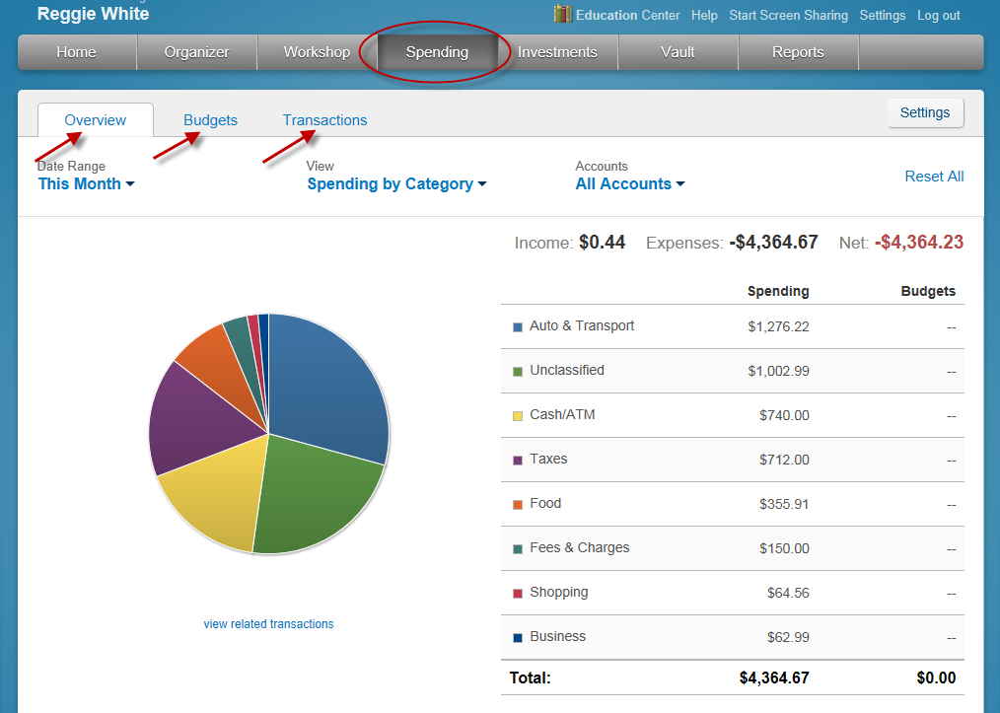 Reggie White
Education Center Help Start Screen Sharing Settings Log out
Home Organizer Workshop Spending Investments Vault Reports
Overview Budgets Transactions Settings
Date Range View Accounts
This Month Spending by Category All Accounts Reset All
Income: $0.44 Expenses: -$4,364.67 Net: -$4,364.23
Spending Budgets
Auto & Transport $1,276.22 --
Unclassified $1,002.99 --
Cash/ATM $740.00 --
Taxes $712.00 --
Food $355.91 --
Fees & Charges $150.00 --
Shopping $64.56 --
view related transactions
Business $62.99 --
Total: $4,364.67 $0.00